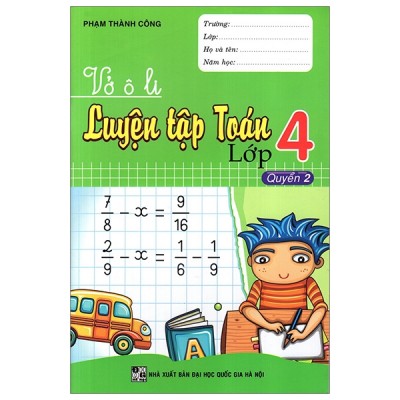 PHẠM THÀNH CÔNG
Trường:
Lớp:
Họ và tên:
Năm học:
Vở ô li
Luyện tập Toán
Lớp 4
Quyển 2
7/8 - x = 9/16
2/9 - x = 1/6 - 1/9
A
NHÀ XUẤT BẢN ĐẠI HỌC QUỐC GIA HÀ NỘI